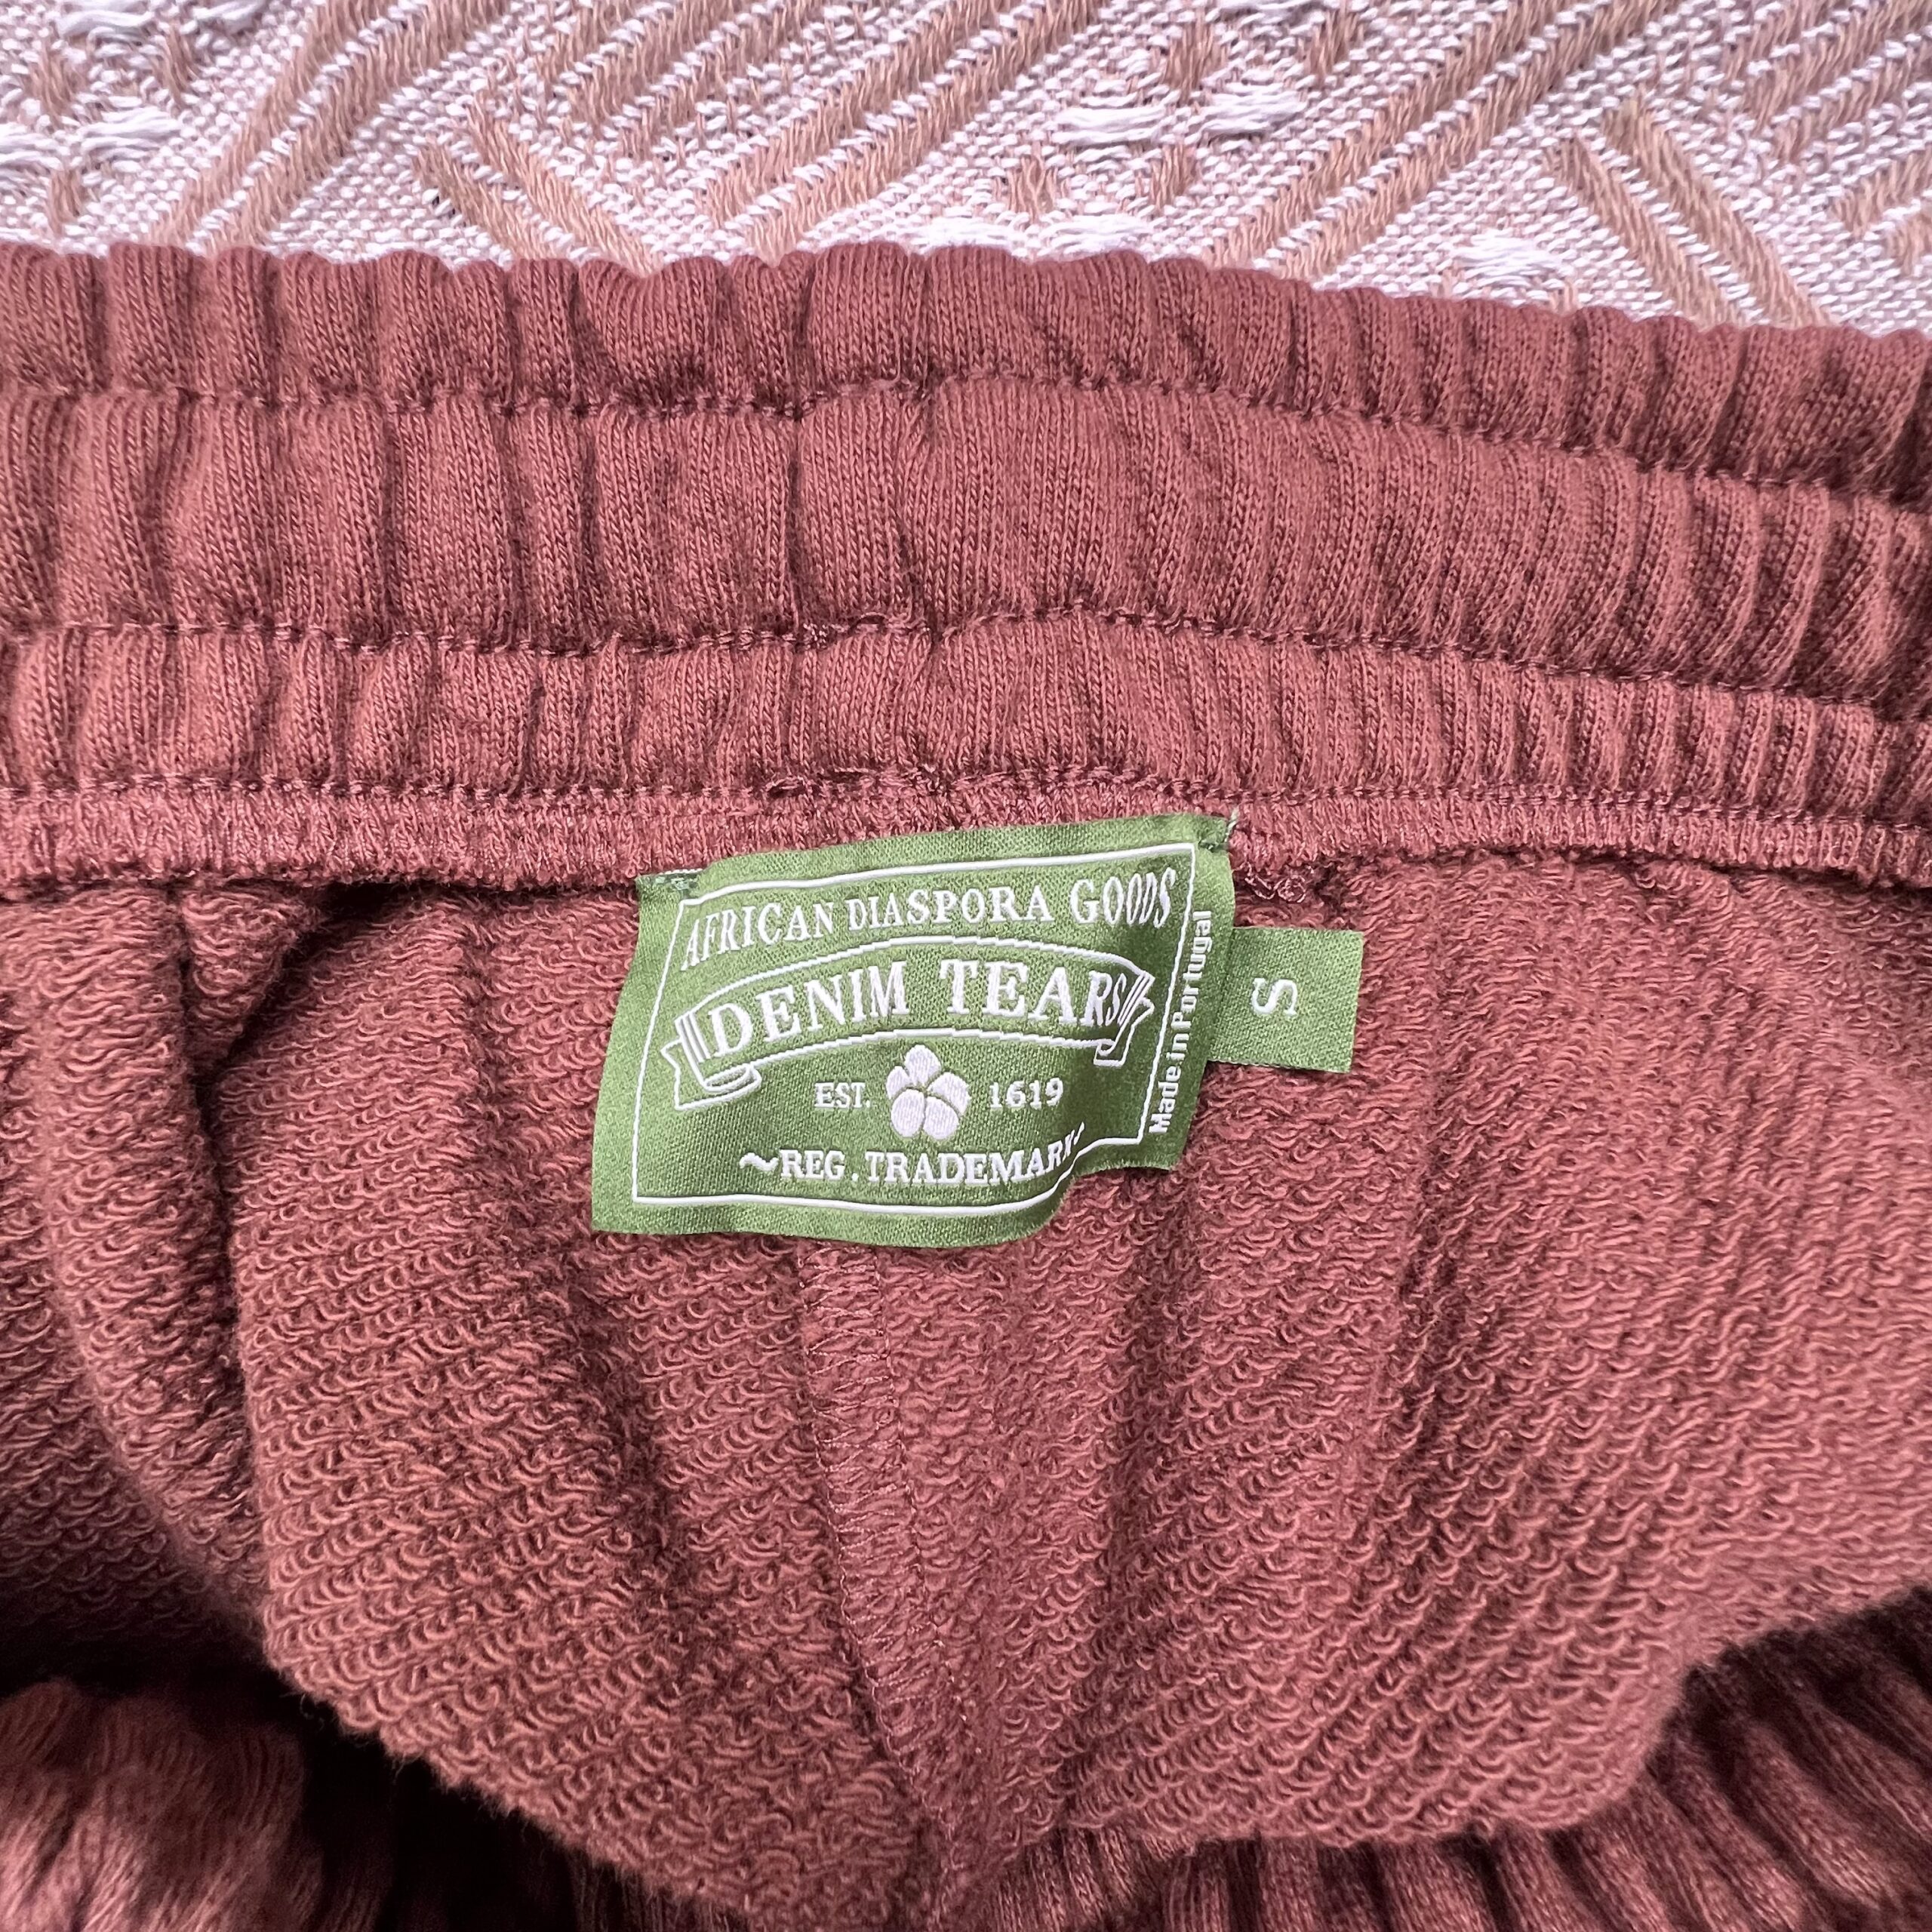 AFRICAN DIASPORA GOODS
DENIM TEARS
EST. 1619
~REG. TRADEMARK~
Made in Portugal
S